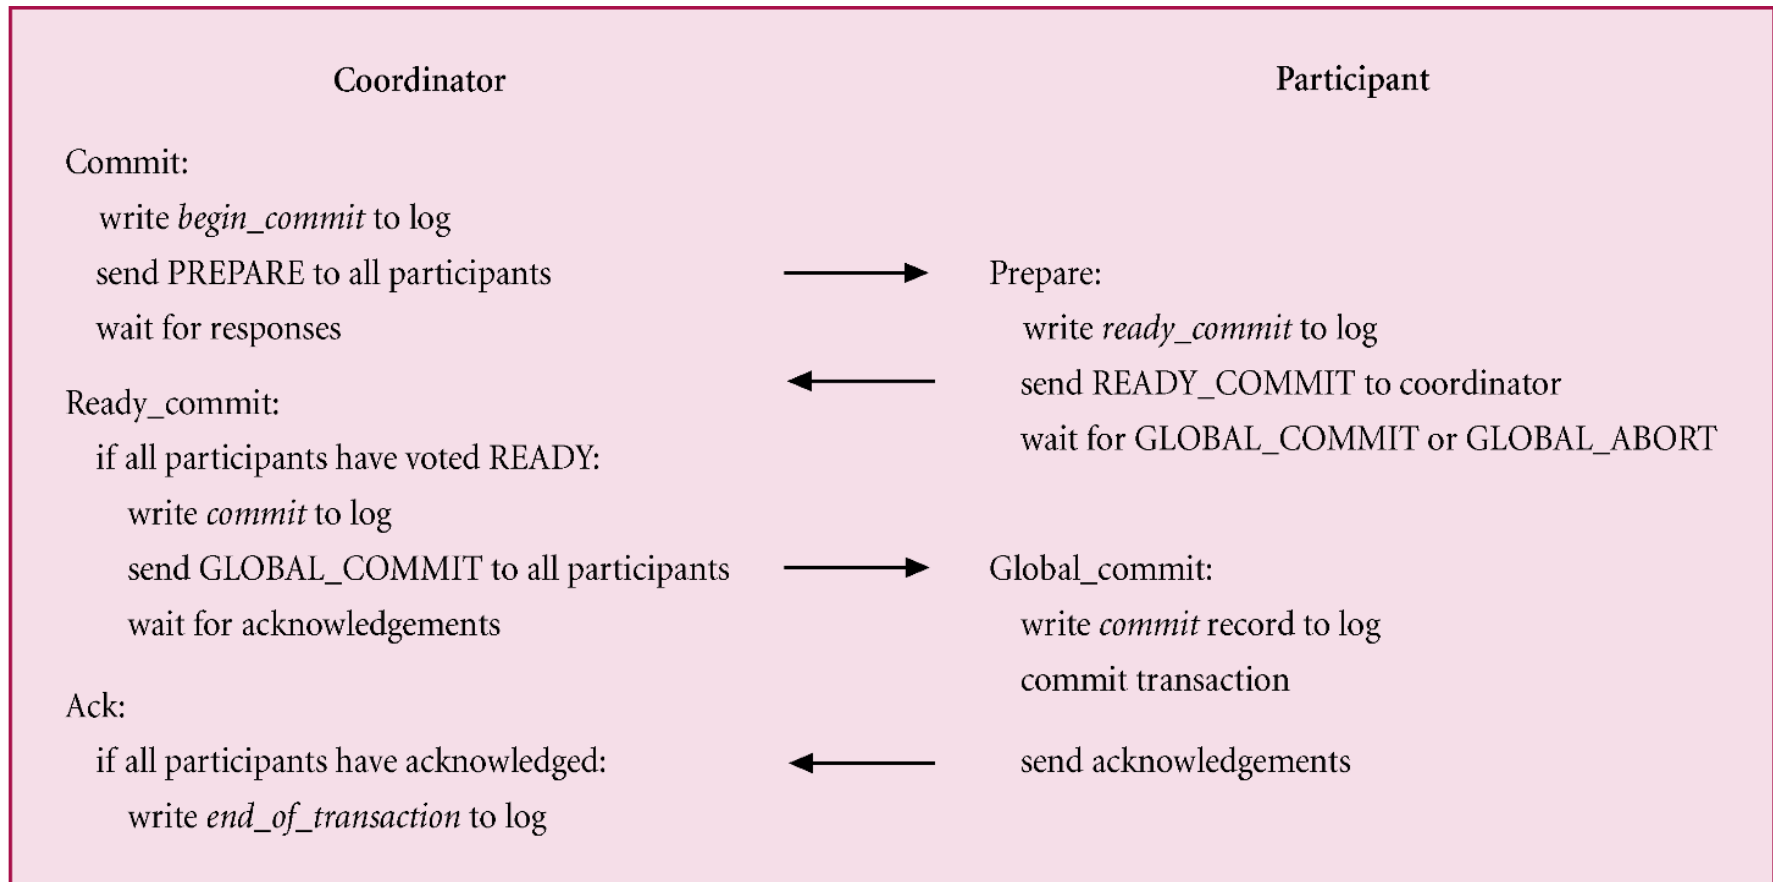 Coordinator
Participant
Commit:
write begin_commit to log
send PREPARE to all participants
wait for responses
Prepare:
write ready_commit to log
send READY_COMMIT to coordinator
wait for GLOBAL_COMMIT or GLOBAL_ABORT
Ready_commit:
if all participants have voted READY:
write commit to log
send GLOBAL_COMMIT to all participants
wait for acknowledgements
Global_commit:
write commit record to log
commit transaction
send acknowledgements
Ack:
if all participants have acknowledged:
write end_of_transaction to log